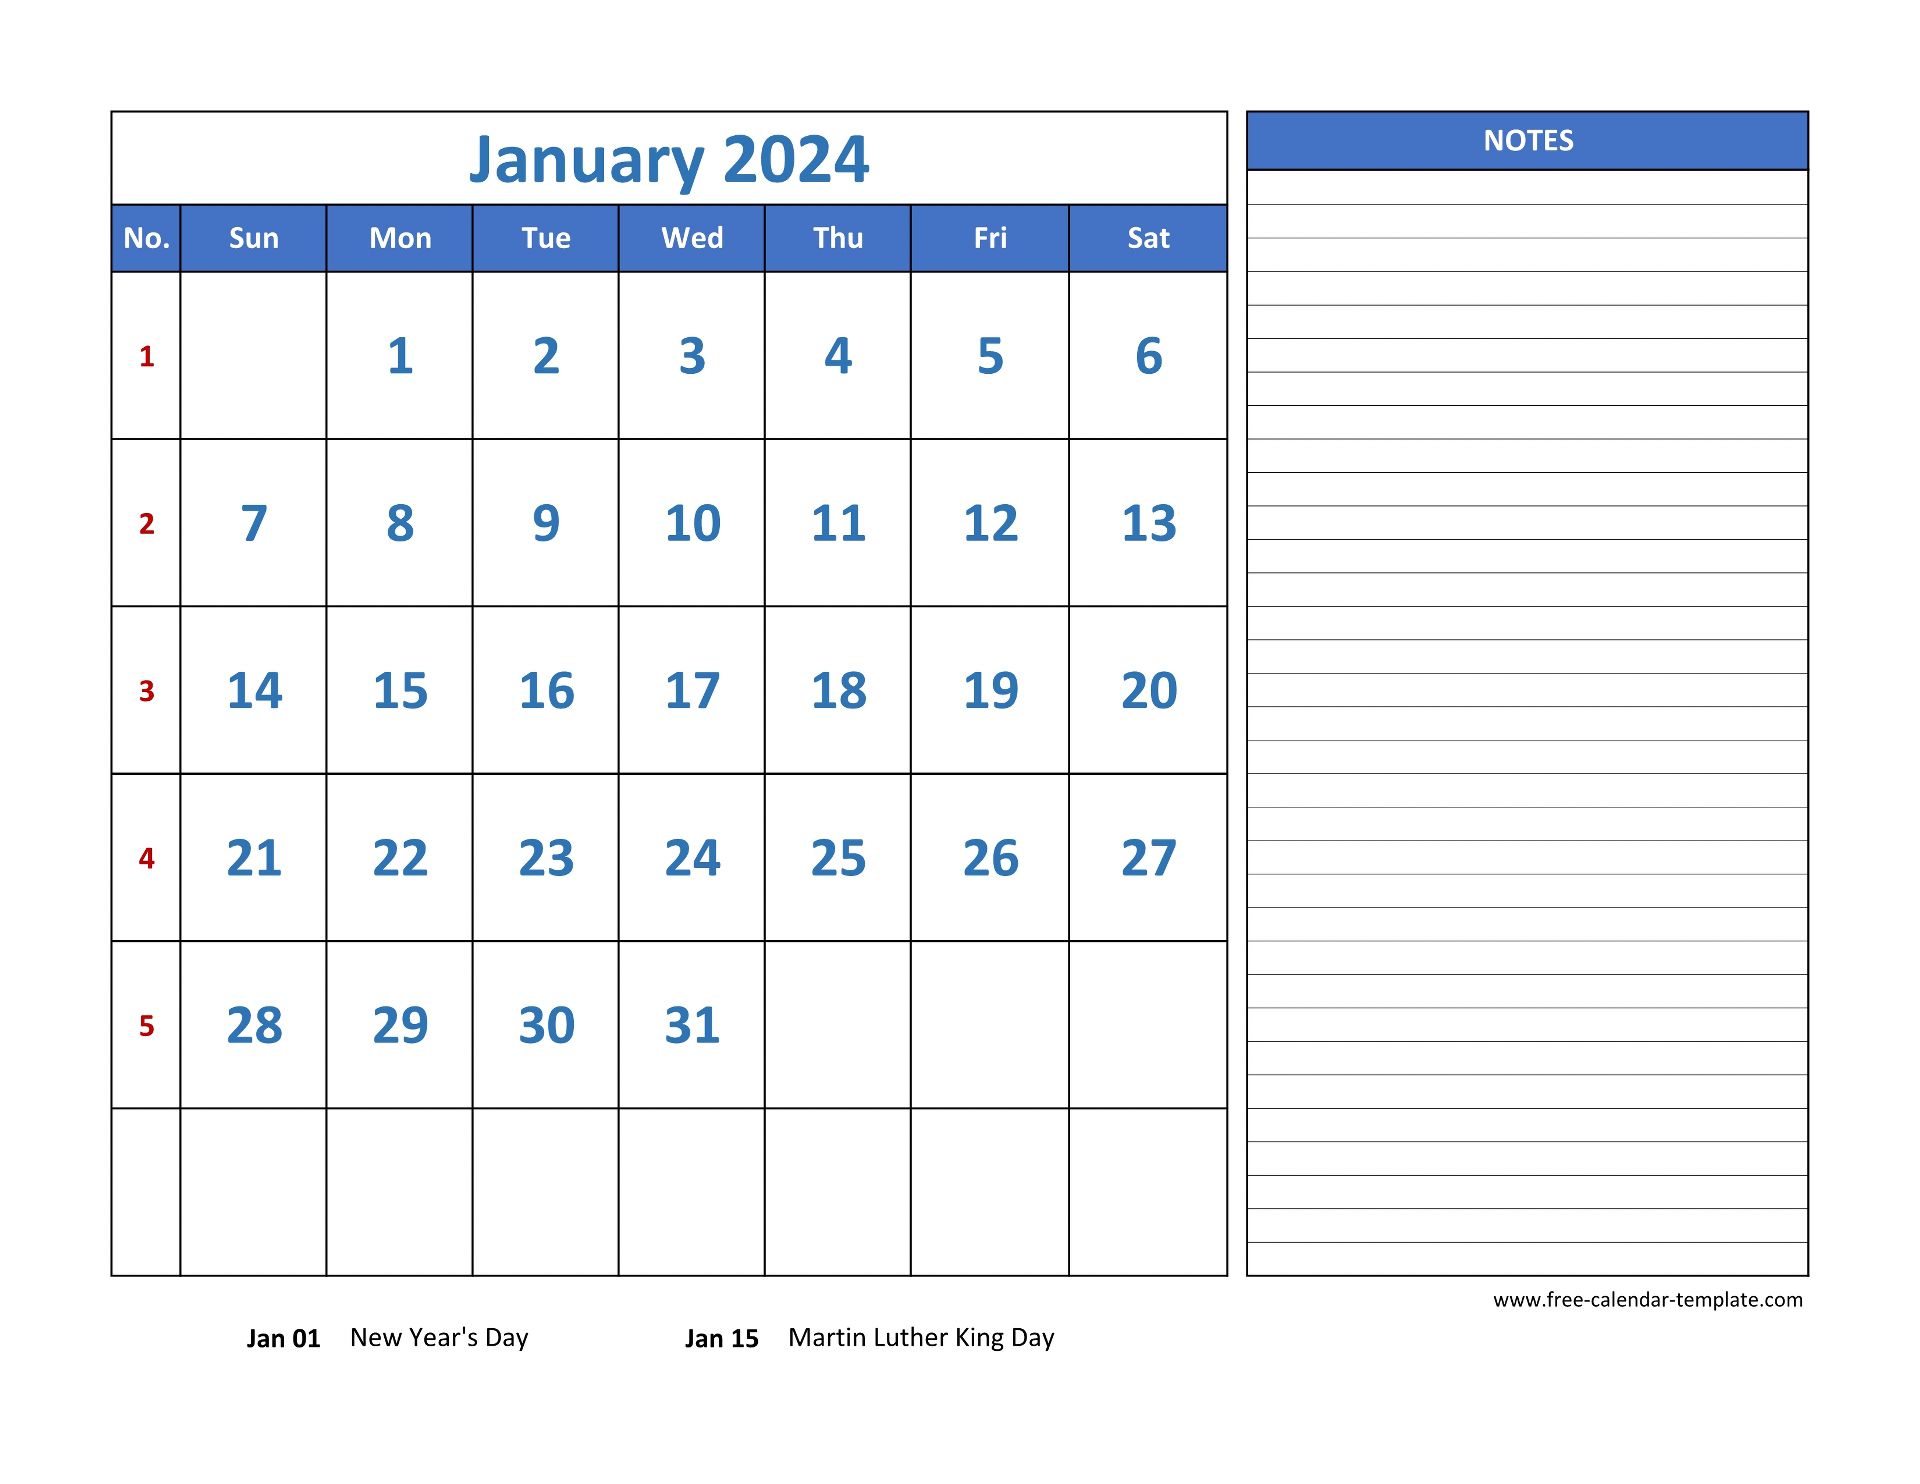 January 2024
No. Sun Mon Tue Wed Thu Fri Sat
1 1 2 3 4 5 6
2 7 8 9 10 11 12 13
3 14 15 16 17 18 19 20
4 21 22 23 24 25 26 27
5 28 29 30 31
NOTES
www.free-calendar-template.com
Jan 01 New Year's Day Jan 15 Martin Luther King Day